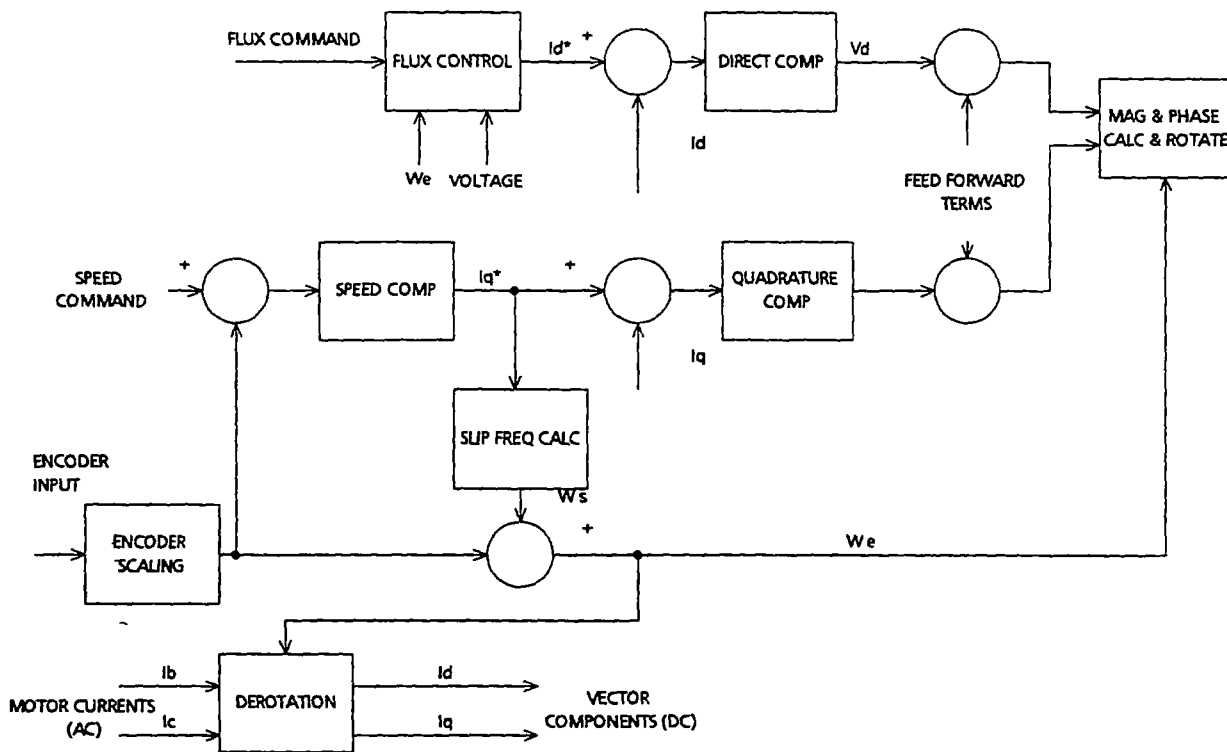 FLUX COMMAND
FLUX CONTROL
Id*
+
DIRECT COMP
Vd
MAG & PHASE
CALC & ROTATE
Id
We
VOLTAGE
FEED FORWARD
TERMS
SPEED
COMMAND
+
SPEED COMP
Iq*
+
QUADRATURE
COMP
Iq
SLIP FREQ CALC
Ws
ENCODER
INPUT
ENCODER
SCALING
+
We
MOTOR CURRENTS
(AC)
Ib
Ic
DEROTATION
Id
Iq
VECTOR
COMPONENTS (DC)